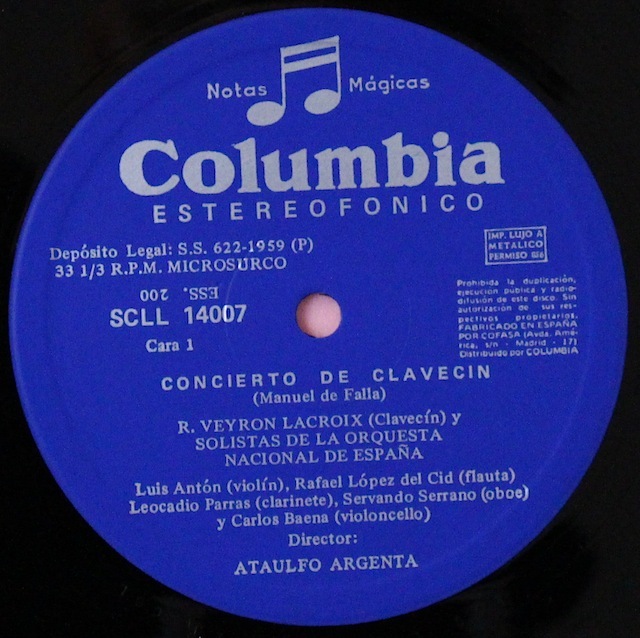 Notas Mágicas
Columbia
ESTEREOFONICO
Depósito Legal: S.S. 622-1959 (P)
33 1/3 R.P.M. MICROSURCO
IMP. LUJO A
METALICO
PERMISO 886
ESS. 200
SCLL 14007
Cara 1
Prohibida la duplicación,
ejecución pública y radio-
difusión de este disco. Sin
autorización de sus res-
pectivos propietarios.
FABRICADO EN ESPAÑA
POR COFASA (Avda. Amé-
rica, s/n - Madrid - 17)
Distribuido por COLUMBIA
CONCIERTO DE CLAVECIN
(Manuel de Falla)
R. VEYRON LACROIX (Clavecín) y
SOLISTAS DE LA ORQUESTA
NACIONAL DE ESPAÑA
Luis Antón (violín), Rafael López del Cid (flauta)
Leocadio Parras (clarinete), Servando Serrano (oboe)
y Carlos Baena (violoncello)
Director:
ATAULFO ARGENTA